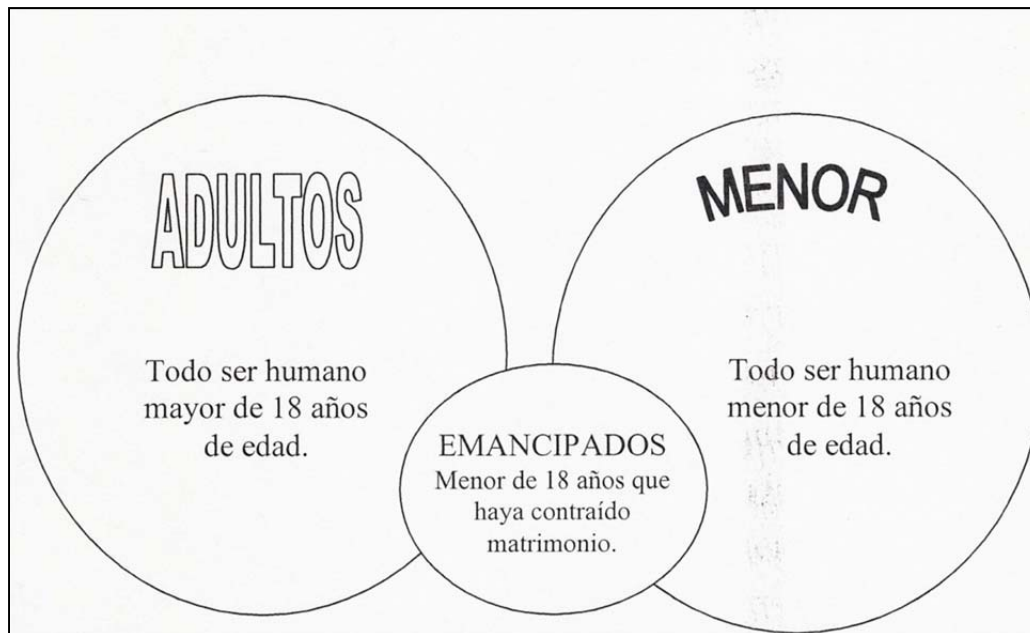 ADULTOS
Todo ser humano
mayor de 18 años
de edad.
EMANCIPADOS
Menor de 18 años que
haya contraído
matrimonio.
MENOR
Todo ser humano
menor de 18 años
de edad.